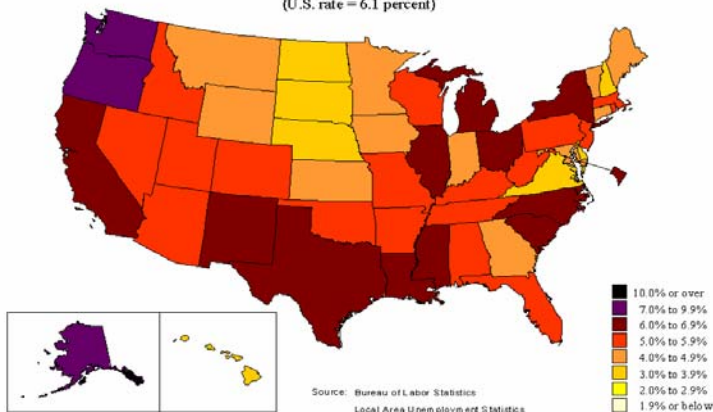 (U.S. rate = 6.1 percent)
10.0% or over
7.0% to 9.9%
6.0% to 6.9%
5.0% to 5.9%
4.0% to 4.9%
3.0% to 3.9%
2.0% to 2.9%
1.9% or below
Source: Bureau of Labor Statistics
Local Area Unemployment Statistics